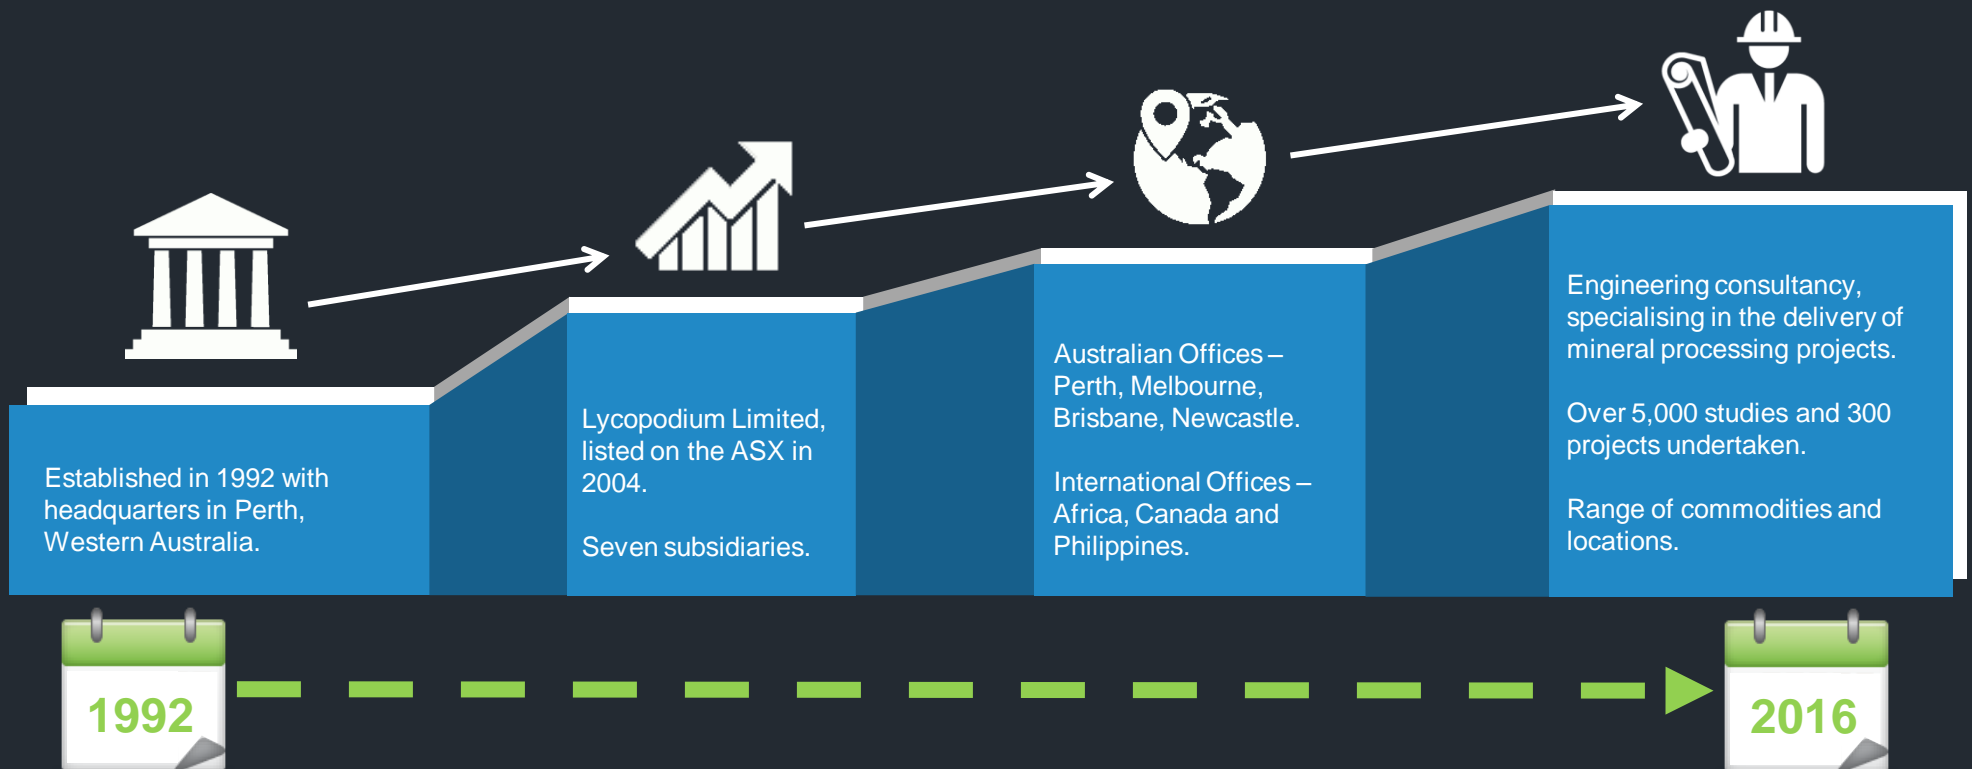 Established in 1992 with
headquarters in Perth,
Western Australia.
Lycopodium Limited,
listed on the ASX in
2004.
Seven subsidiaries.
Australian Offices –
Perth, Melbourne,
Brisbane, Newcastle.
International Offices –
Africa, Canada and
Philippines.
Engineering consultancy,
specialising in the delivery of
mineral processing projects.
Over 5,000 studies and 300
projects undertaken.
Range of commodities and
locations.
1992
2016